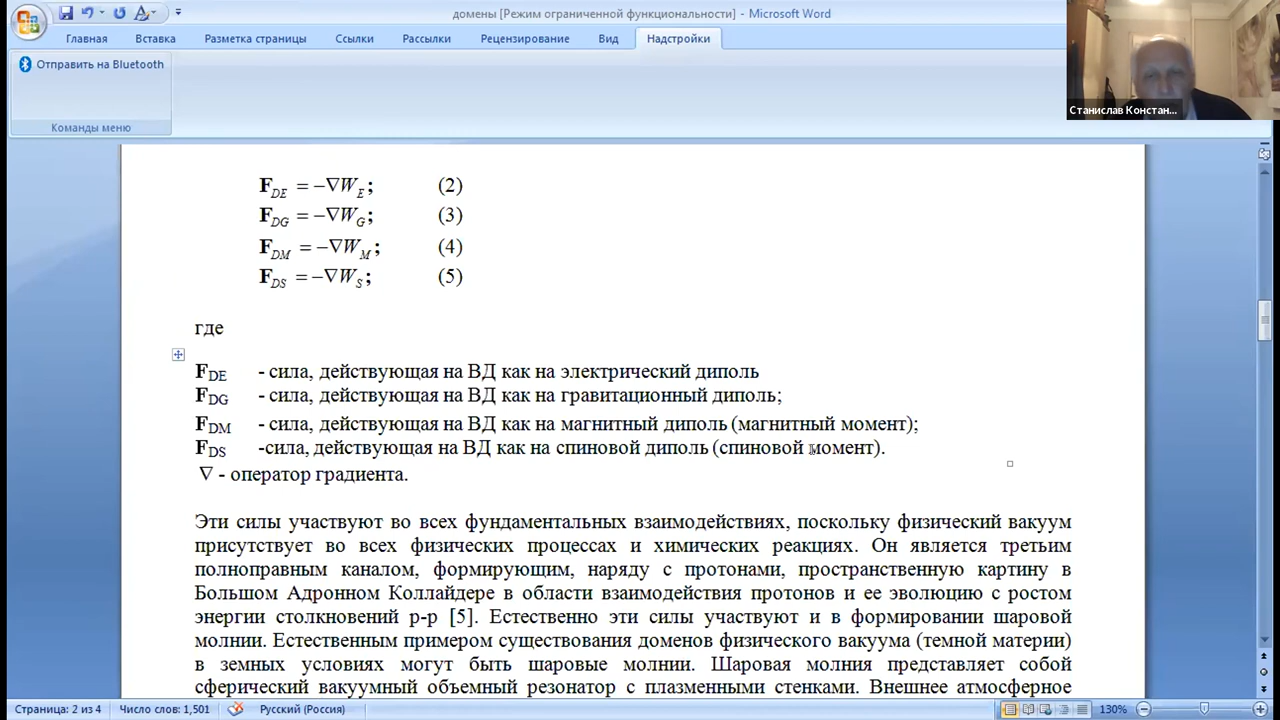 домены [Режим ограниченной функциональности] - Microsoft Word
Главная Вставка Разметка страницы Ссылки Рассылки Рецензирование Вид Надстройки
Отправить на Bluetooth
Команды меню
Станислав Констан...
F_DE = −∇W_E; (2)
F_DG = −∇W_G; (3)
F_DM = −∇W_M; (4)
F_DS = −∇W_S; (5)
где
F_DE - сила, действующая на ВД как на электрический диполь
F_DG - сила, действующая на ВД как на гравитационный диполь;
F_DM - сила, действующая на ВД как на магнитный диполь (магнитный момент);
F_DS -сила, действующая на ВД как на спиновой диполь (спиновой момент).
∇ - оператор градиента.
Эти силы участвуют во всех фундаментальных взаимодействиях, поскольку физический вакуум
присутствует во всех физических процессах и химических реакциях. Он является третьим
полноправным каналом, формирующим, наряду с протонами, пространственную картину в
Большом Адронном Коллайдере в области взаимодействия протонов и ее эволюцию с ростом
энергии столкновений р-р [5]. Естественно эти силы участвуют и в формировании шаровой
молнии. Естественным примером существования доменов физического вакуума (темной материи)
в земных условиях могут быть шаровые молнии. Шаровая молния представляет собой
сферический вакуумный объемный резонатор с плазменными стенками. Внешнее атмосферное
Страница: 2 из 4 Число слов: 1,501 Русский (Россия) 130%